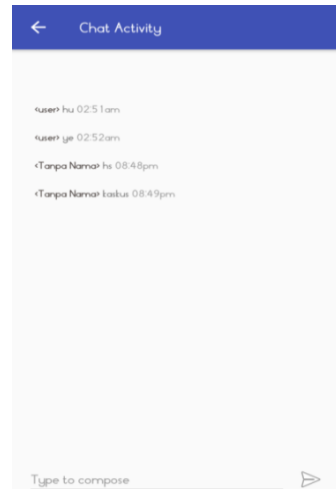 Chat Activity
<user> hu 02:51am
<user> ye 02:52am
<Tanpa Nama> hs 08:48pm
<Tanpa Nama> kaskus 08:49pm
Type to compose